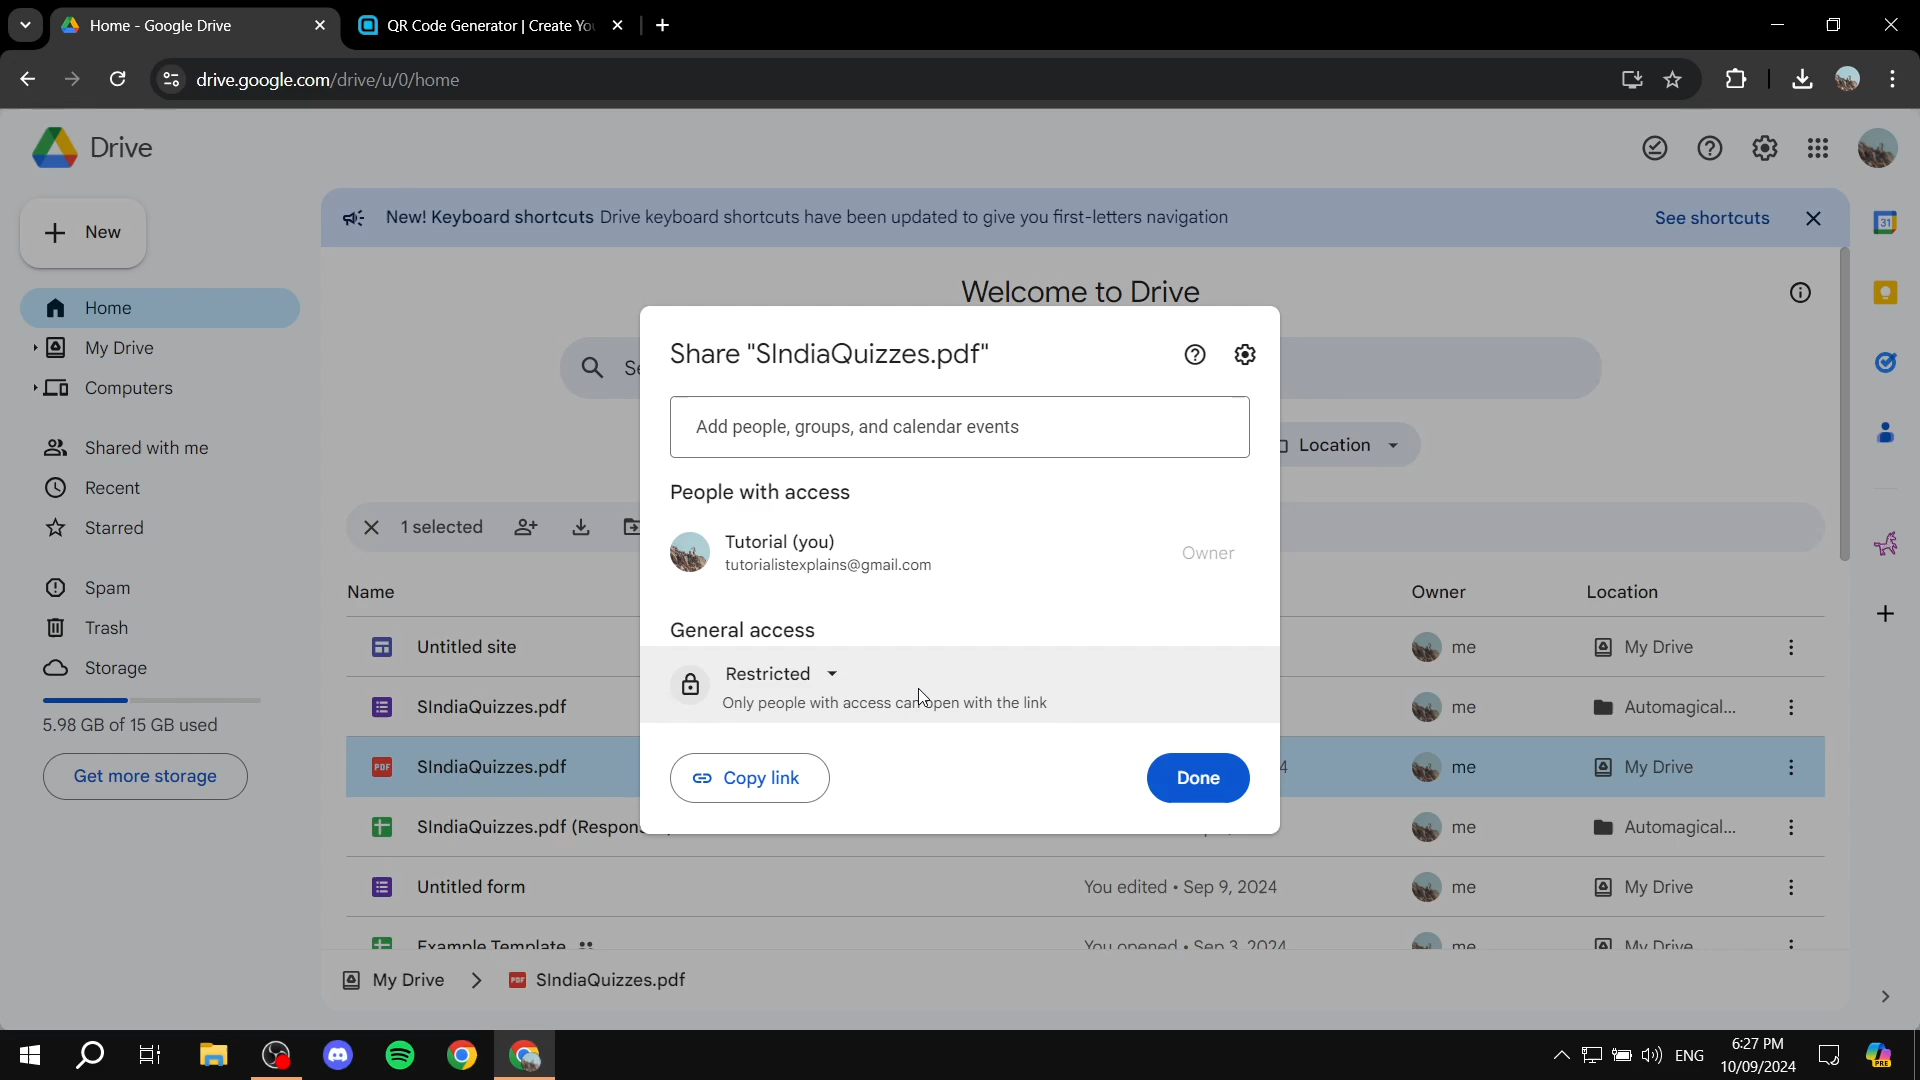 Home - Google Drive
QR Code Generator | Create You
drive.google.com/drive/u/0/home
Drive
New! Keyboard shortcuts Drive keyboard shortcuts have been updated to give you first-letters navigation
See shortcuts
New
Welcome to Drive
Home
My Drive
Computers
Shared with me
Recent
Starred
Spam
Trash
Storage
5.98 GB of 15 GB used
Get more storage
Share "SIndiaQuizzes.pdf"
Add people, groups, and calendar events
Location
People with access
1 selected
Tutorial (you)
tutorialistexplains@gmail.com
Owner
Name
Owner
Location
General access
Restricted
Only people with access can open with the link
Copy link
Done
Untitled site
me
My Drive
SIndiaQuizzes.pdf
me
Automagical...
PDF
SIndiaQuizzes.pdf
4
me
My Drive
SIndiaQuizzes.pdf (Respon
me
Automagical...
Untitled form
You edited • Sep 9, 2024
me
My Drive
Example Template
You opened • Sep 3, 2024
me
My Drive
My Drive
PDF
SIndiaQuizzes.pdf
31
ENG
6:27 PM
10/09/2024
PRE